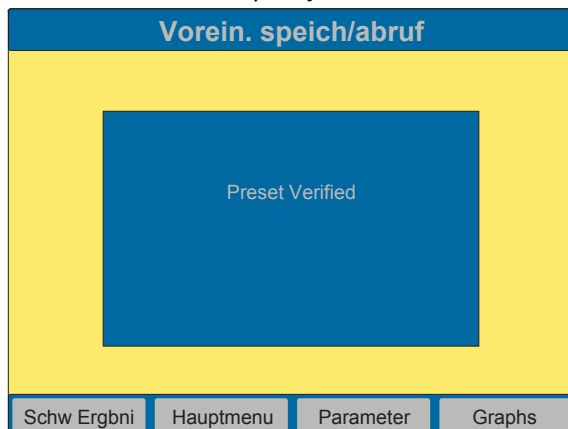 Vorein. speich/abruf
Preset Verified
Schw Ergbni Hauptmenu Parameter Graphs